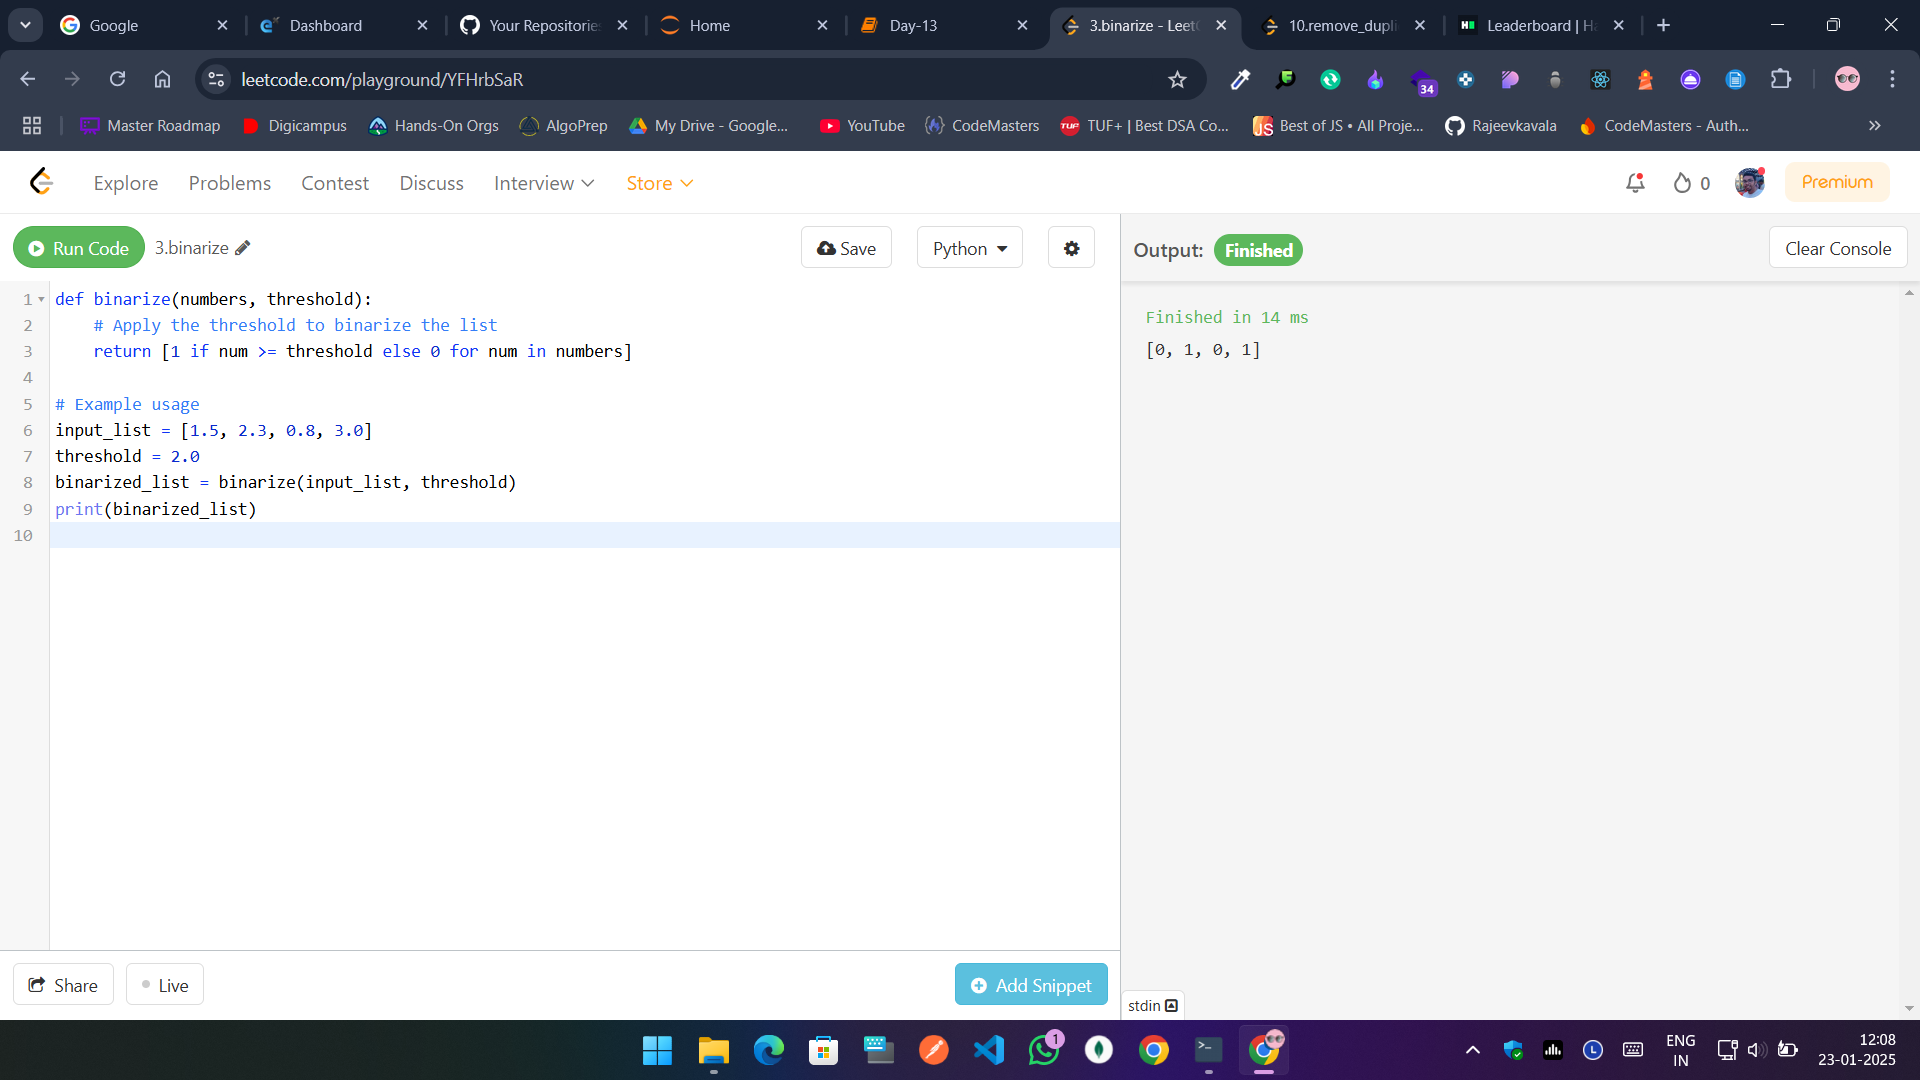 Google
Dashboard
Your Repositories
Home
Day-13
3.binarize - Leet
10.remove_dupli
Leaderboard | Ha
leetcode.com/playground/YFHrbSaR
34
Master Roadmap
Digicampus
Hands-On Orgs
AlgoPrep
My Drive - Google...
YouTube
CodeMasters
TUF+ | Best DSA Co...
Best of JS • All Proje...
Rajeevkavala
CodeMasters - Auth...
Explore
Problems
Contest
Discuss
Interview
Store
0
Premium
Run Code
3.binarize
Save
Python
Output:
Finished
Clear Console
1 def binarize(numbers, threshold):
2 # Apply the threshold to binarize the list
3 return [1 if num >= threshold else 0 for num in numbers]
4
5 # Example usage
6 input_list = [1.5, 2.3, 0.8, 3.0]
7 threshold = 2.0
8 binarized_list = binarize(input_list, threshold)
9 print(binarized_list)
10
Finished in 14 ms
[0, 1, 0, 1]
Share
Live
Add Snippet
stdin
1
ENG
IN
12:08
23-01-2025